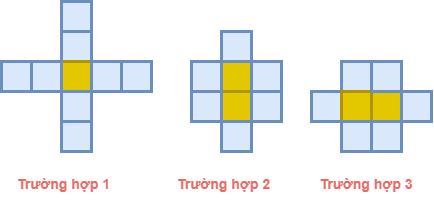 Trường hợp 1
Trường hợp 2
Trường hợp 3